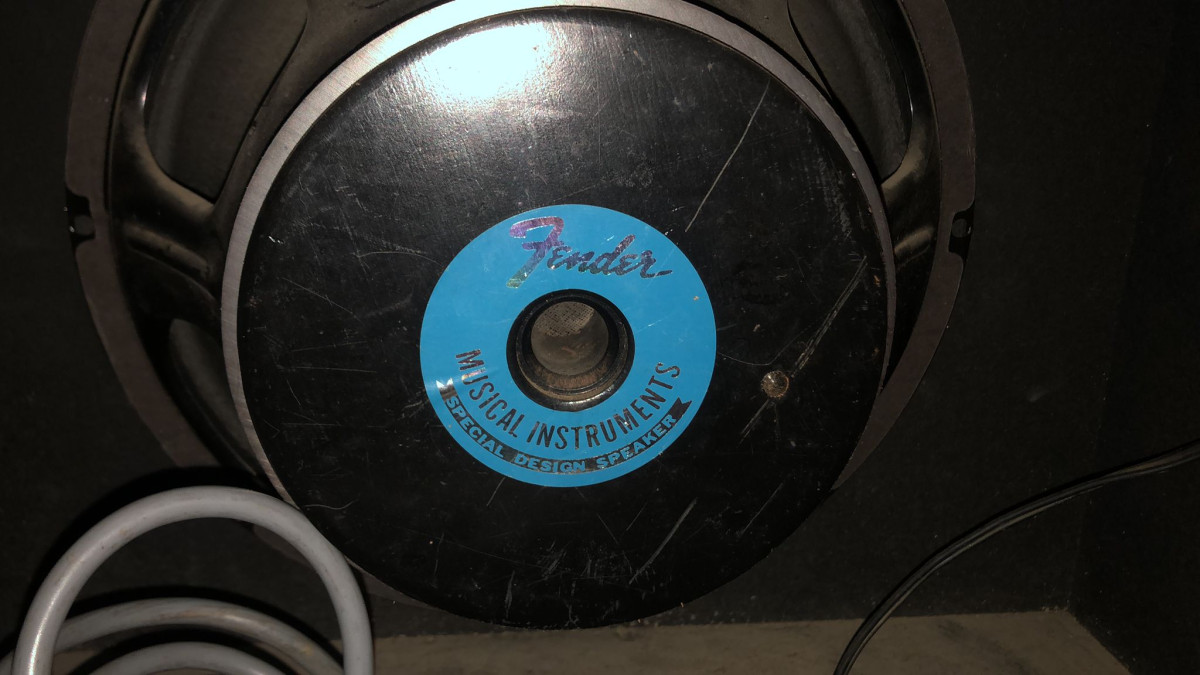 Fender
MUSICAL INSTRUMENTS
SPECIAL DESIGN SPEAKER